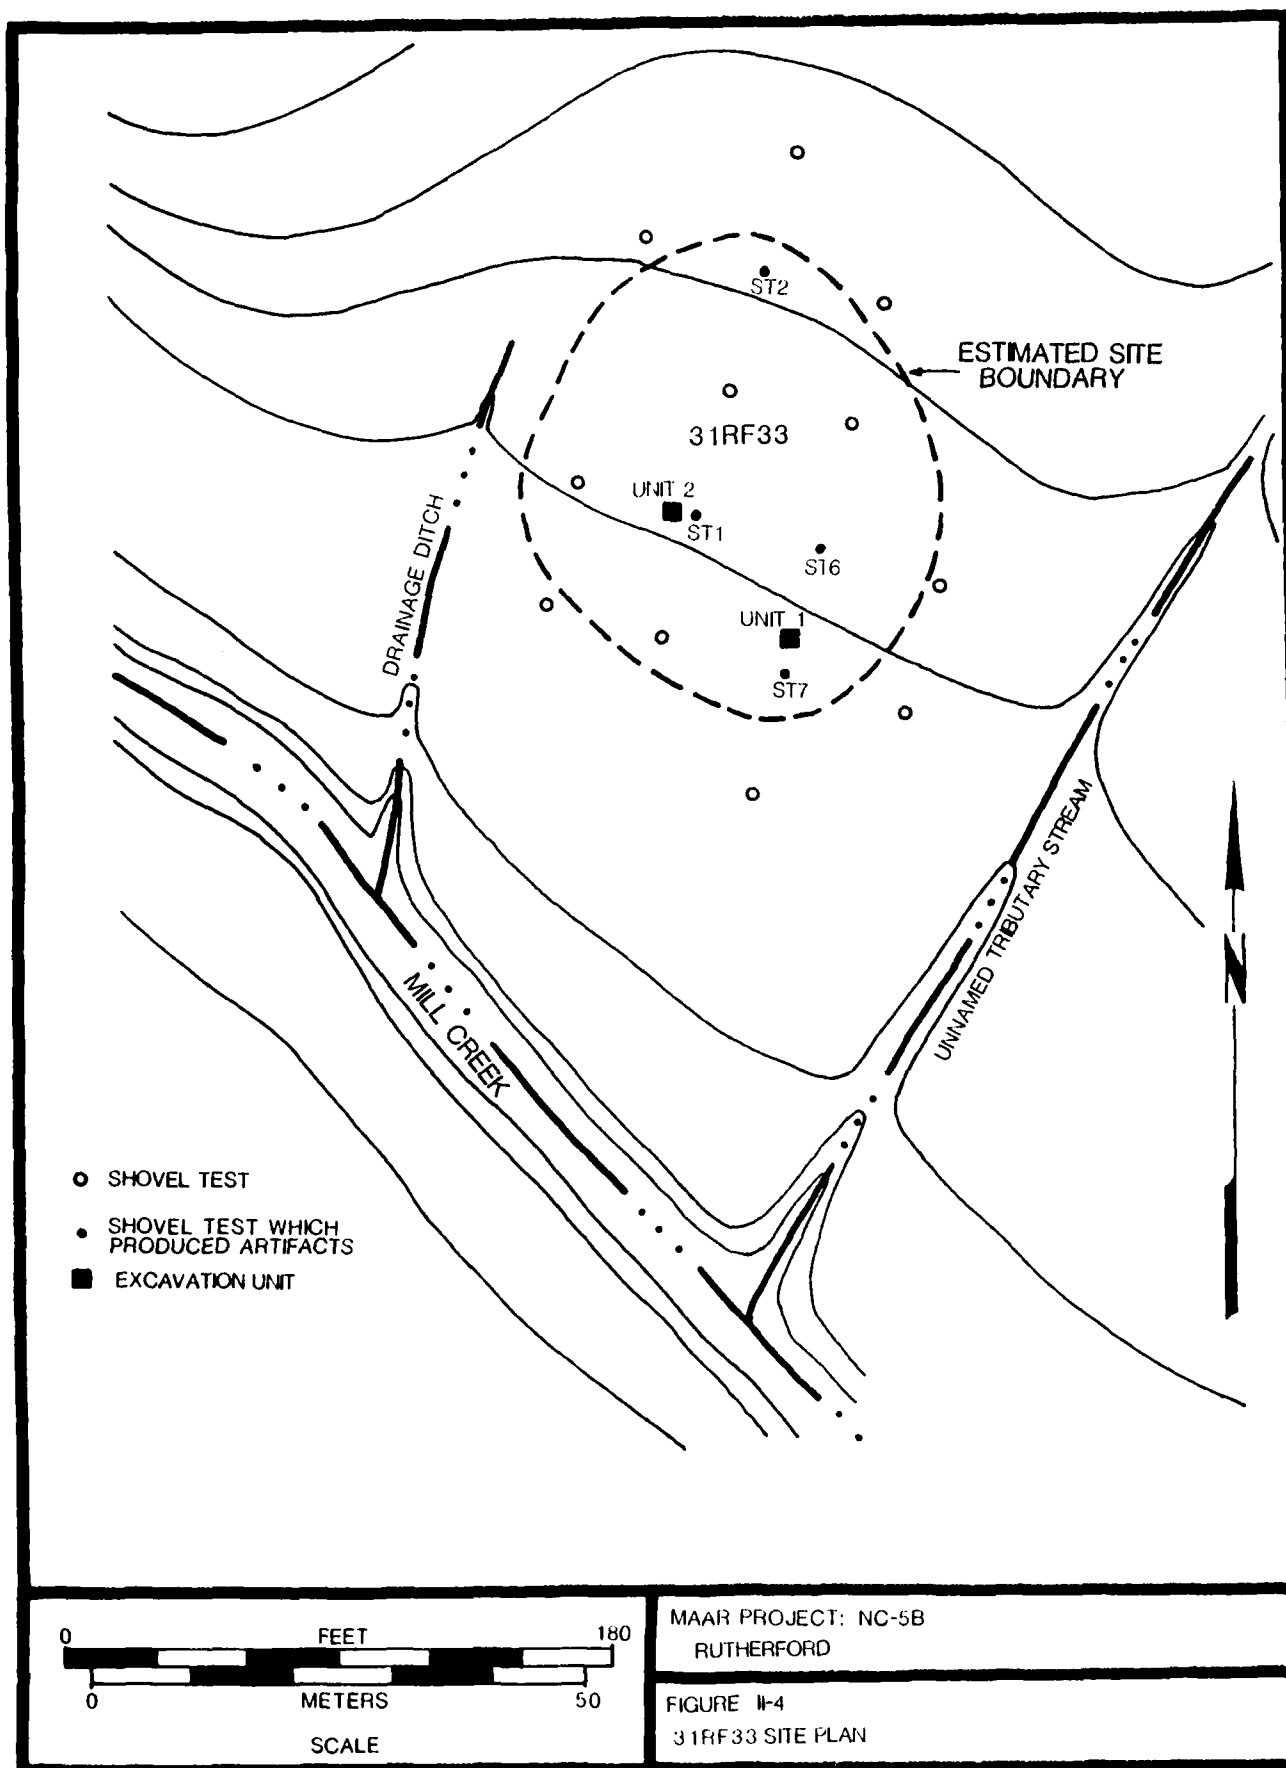 ST2
ESTIMATED SITE
BOUNDARY
31RF33
UNIT 2
ST1
ST6
DRAINAGE DITCH
UNIT 1
ST7
UNNAMED TRIBUTARY STREAM
N
MILL CREEK
SHOVEL TEST
SHOVEL TEST WHICH
PRODUCED ARTIFACTS
EXCAVATION UNIT
0 FEET 180
0 METERS 50
SCALE
MAAR PROJECT: NC-5B
RUTHERFORD
FIGURE II-4
31RF33 SITE PLAN